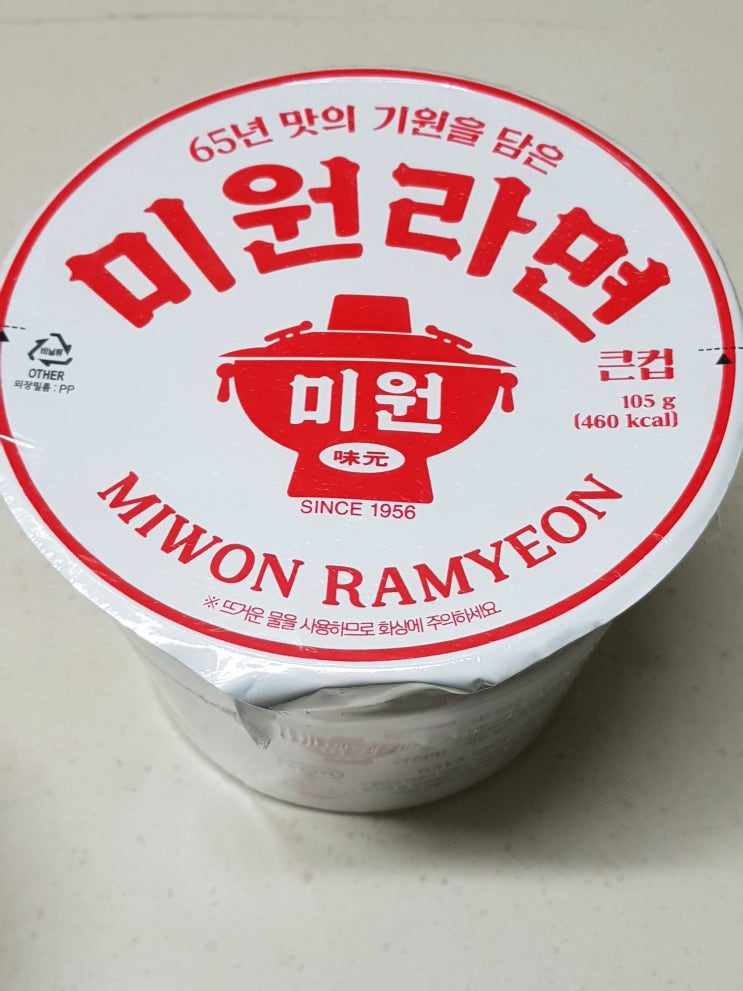 65년 맛의 기원을 담은
미원라면
비닐류
OTHER
외장필름 : PP
큰컵
105 g
(460 kcal)
미원
味元
SINCE 1956
MIWON RAMYEON
※ 뜨거운 물을 사용하므로 화상에 주의하세요